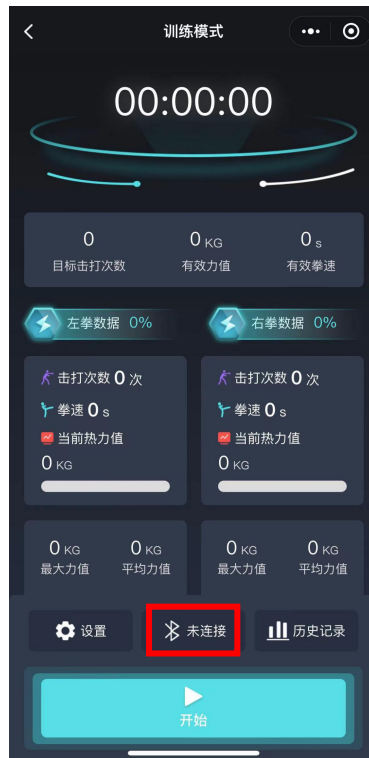 训练模式
00:00:00
0 0 KG 0 s
目标击打次数 有效力值 有效拳速
左拳数据 0% 右拳数据 0%
击打次数 0 次 击打次数 0 次
拳速 0 s 拳速 0 s
当前热力值 当前热力值
0 KG 0 KG
0 KG 0 KG 0 KG 0 KG
最大力值 平均力值 最大力值 平均力值
设置 未连接 历史记录
开始